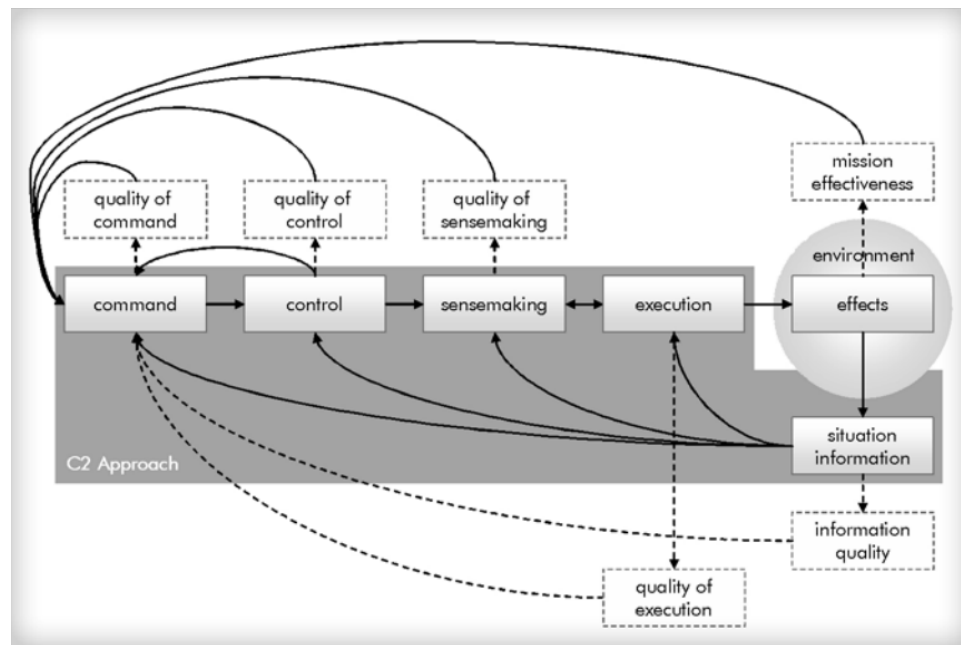 mission
effectiveness
quality of
command
quality of
control
quality of
sensemaking
environment
command
control
sensemaking
execution
effects
situation
information
C2 Approach
information
quality
quality of
execution